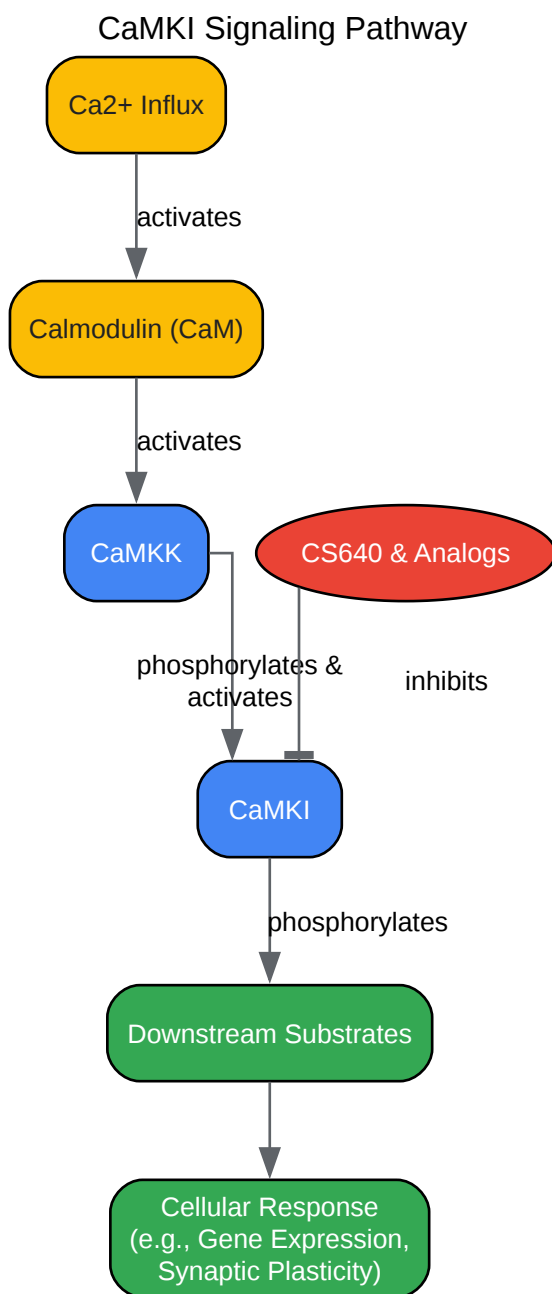 CaMKI Signaling Pathway
Ca2+ Influx
activates
Calmodulin (CaM)
activates
CaMKK
CS640 & Analogs
phosphorylates &
activates
inhibits
CaMKI
phosphorylates
Downstream Substrates
Cellular Response
(e.g., Gene Expression,
Synaptic Plasticity)